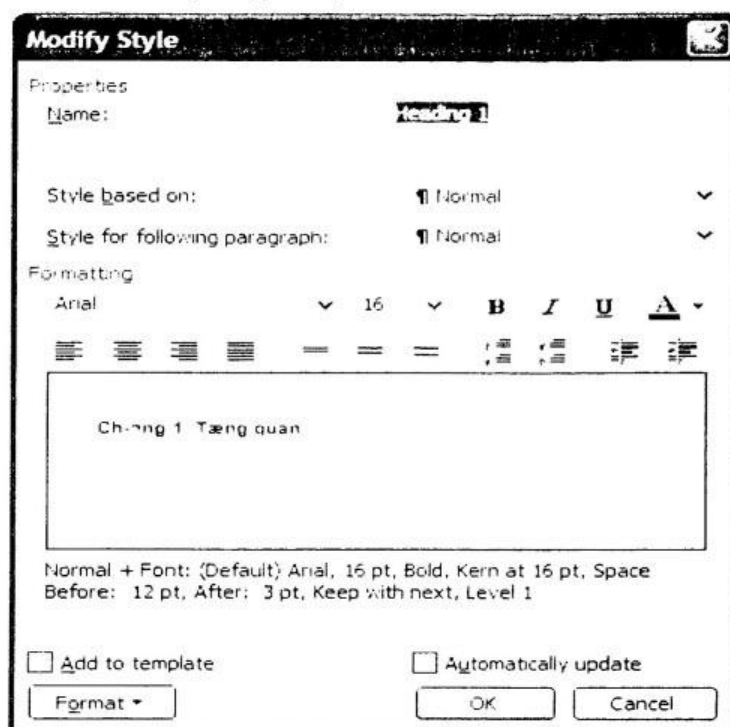 Modify Style
Properties
Name: Heading 1
Style based on: ¶ Normal
Style for following paragraph: ¶ Normal
Formatting
Arial 16 B I U A
Ch­¬ng 1 Tæng quan
Normal + Font: (Default) Arial, 16 pt, Bold, Kern at 16 pt, Space
Before: 12 pt, After: 3 pt, Keep with next, Level 1
Add to template Automatically update
Format OK Cancel